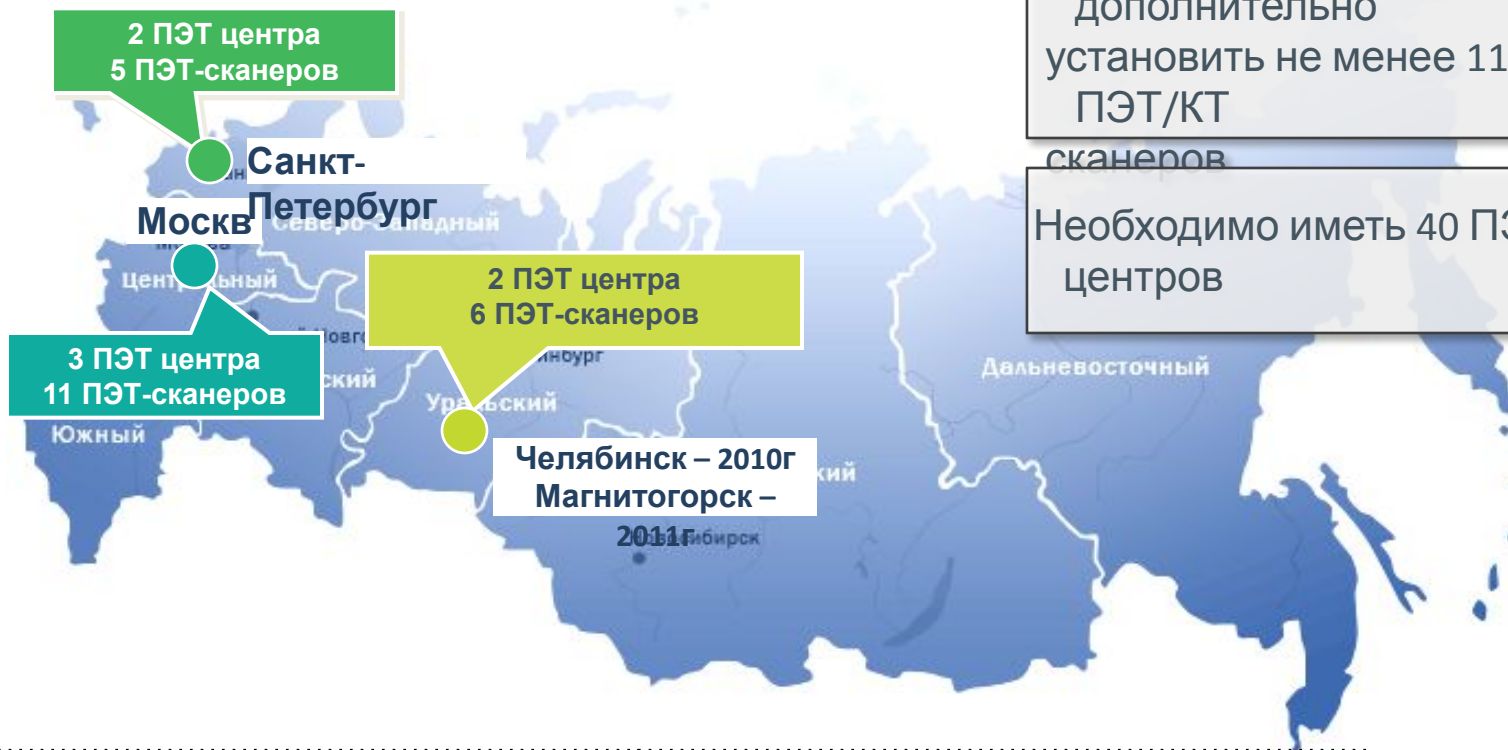 2 ПЭТ центра
5 ПЭТ-сканеров
дополнительно
установить не менее 11
ПЭТ/КТ
сканеров
Санкт-
Петербург
Северо-Западный
Москв
Необходимо иметь 40
центров
2 ПЭТ центра
6 ПЭТ-сканеров
3 ПЭТ центра
11 ПЭТ-сканеров
Дальневосточный
Уральский
Южный
Челябинск – 2010г
Магнитогорск –
2011г